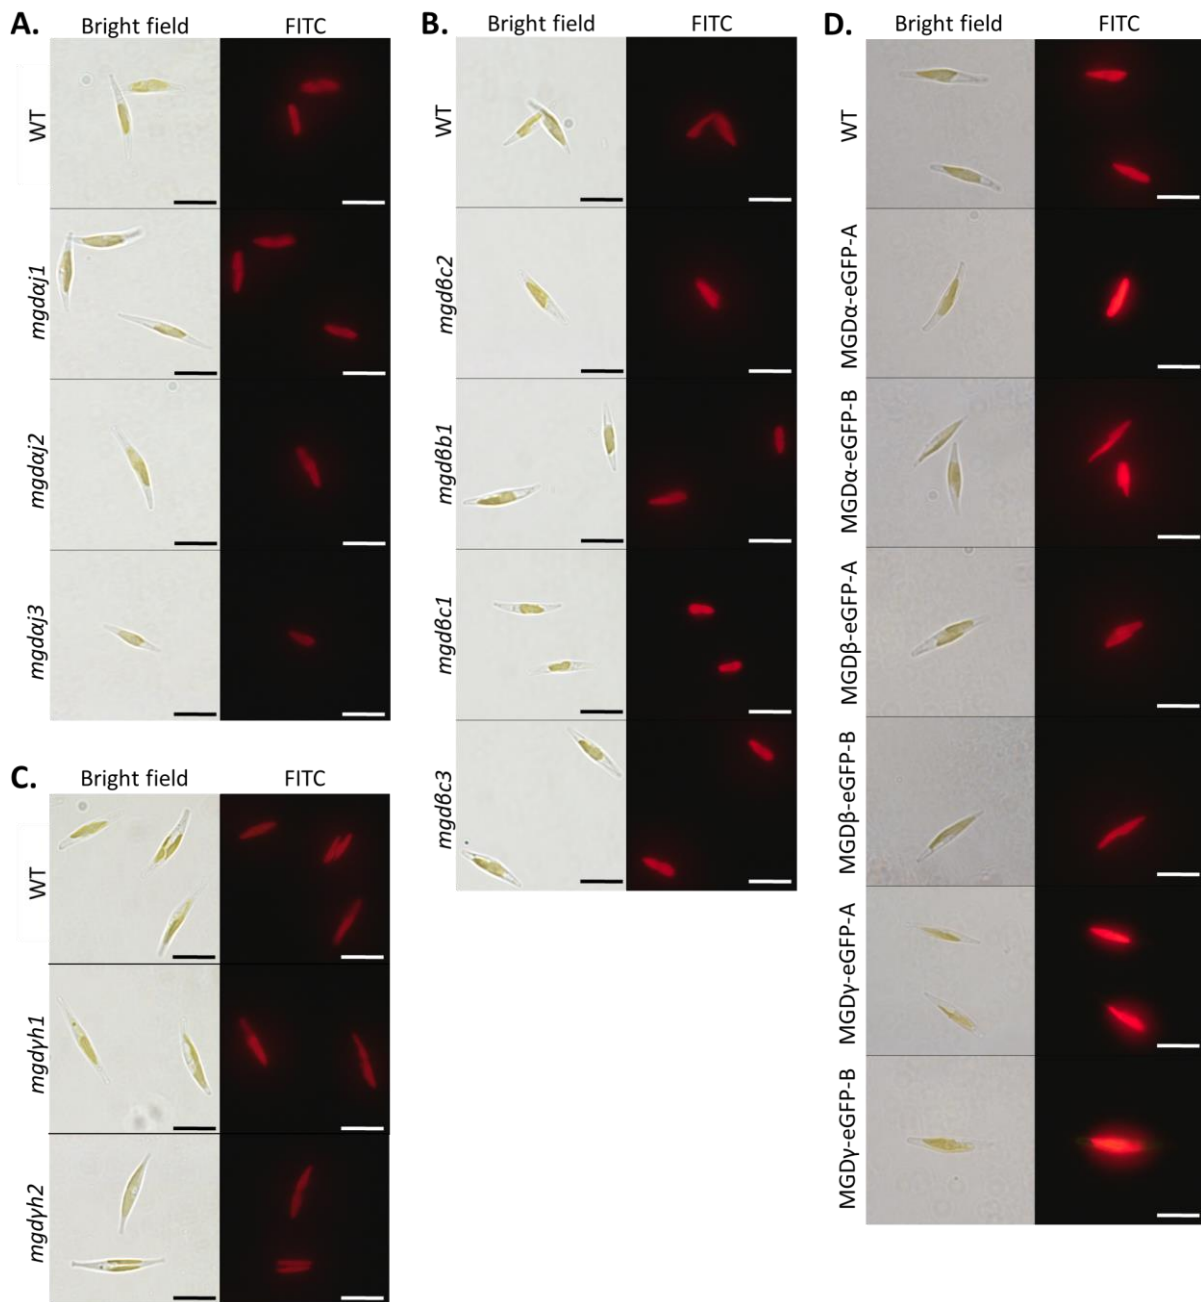 A.
Bright field FITC
WT
mgdαj1
mgdαj2
mgdαj3
B.
Bright field FITC
WT
mgdβc2
mgdβb1
mgdβc1
mgdβc3
C.
Bright field FITC
WT
mgdγh1
mgdγh2
D.
Bright field FITC
WT
MGDα-eGFP-A
MGDα-eGFP-B
MGDβ-eGFP-A
MGDβ-eGFP-B
MGDγ-eGFP-A
MGDγ-eGFP-B